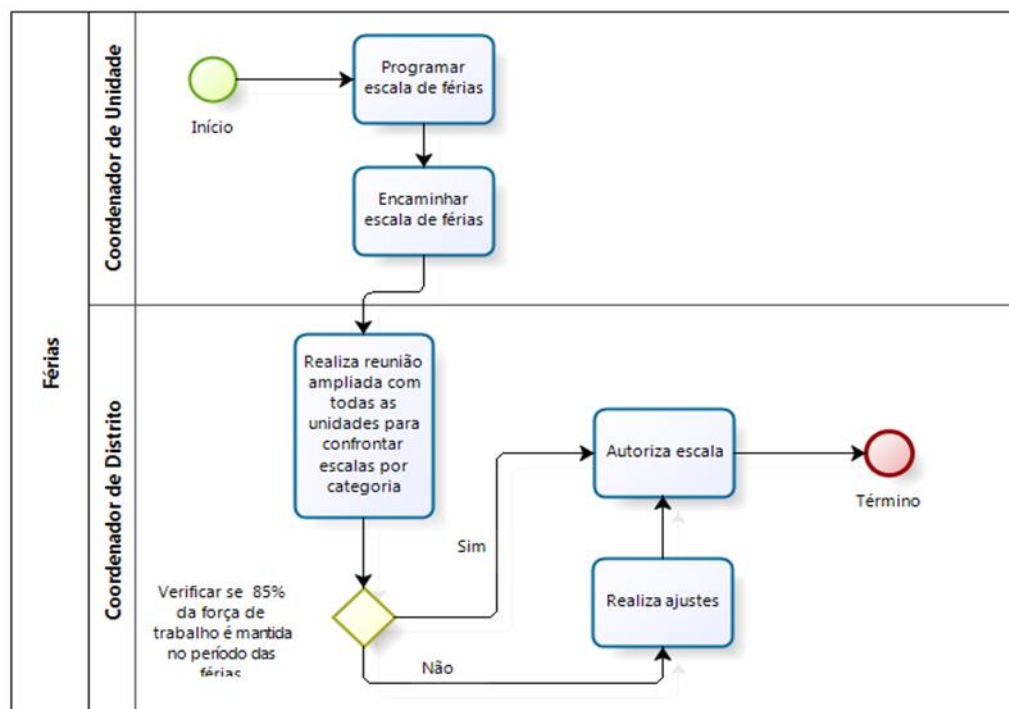 Férias
Coordenador de Unidade
Início
Programar
escala de férias
Encaminhar
escala de férias
Coordenador de Distrito
Realiza reunião
ampliada com
todas as
unidades para
confrontar
escalas por
categoria
Verificar se 85%
da força de
trabalho é mantida
no período das
férias
Sim
Não
Autoriza escala
Realiza ajustes
Término